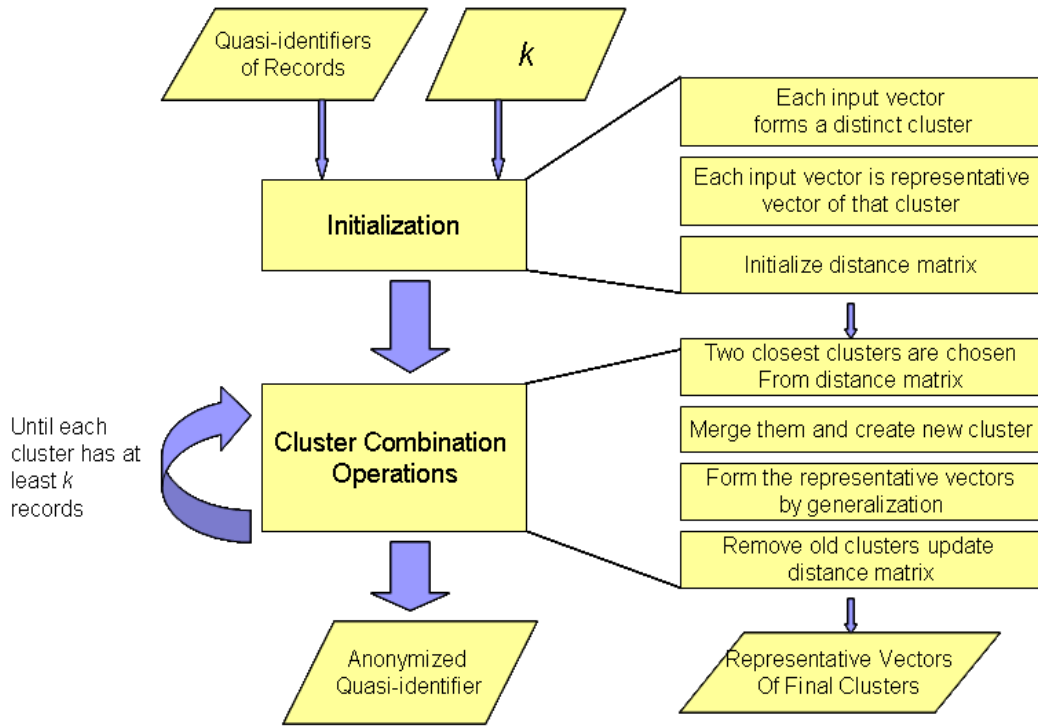 Quasi-identifiers
of Records
k
Each input vector
forms a distinct cluster
Each input vector is representative
vector of that cluster
Initialization
Initialize distance matrix
Two closest clusters are chosen
From distance matrix
Until each
cluster has at
least k
records
Cluster Combination
Operations
Merge them and create new cluster
Form the representative vectors
by generalization
Remove old clusters update
distance matrix
Anonymized
Quasi-identifier
Representative Vectors
Of Final Clusters